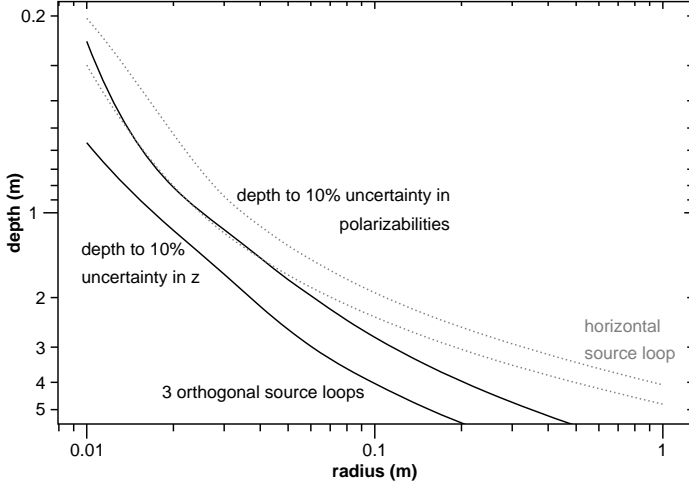 0.2
1
2
3
4
5
depth (m)
depth to 10% uncertainty in
polarizabilities
depth to 10%
uncertainty in z
horizontal
source loop
3 orthogonal source loops
0.01
0.1
1
radius (m)